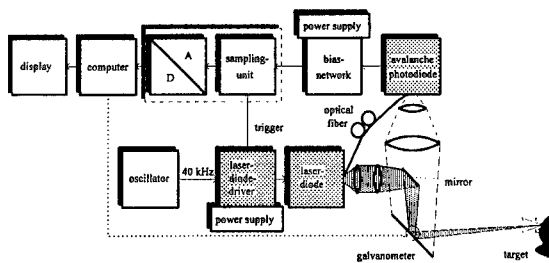 power supply
display
computer
A
D
sampling-
unit
bias-
network
avalanche
photodiode
optical
fiber
trigger
oscillator
40 kHz
laser-
diode-
driver
laser-
diode
mirror
power supply
galvanometer
target